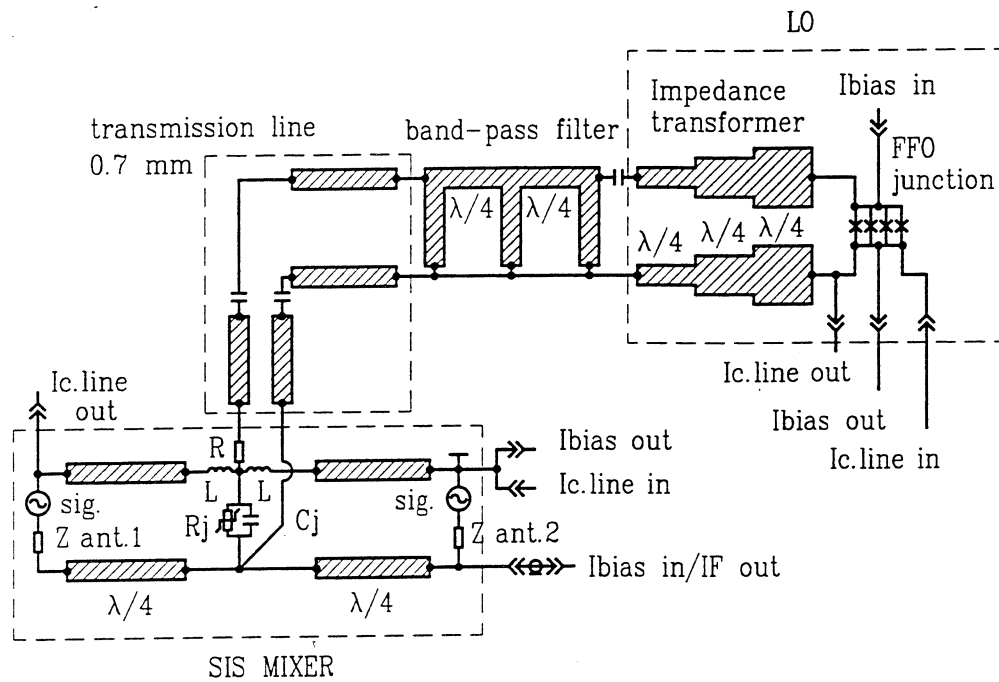 LO
Impedance
transformer
Ibias in
FFO
junction
transmission line
0.7 mm
band-pass filter
λ/4
λ/4
λ/4
λ/4
λ/4
Ic.line out
Ibias out
Ic.line in
Ic.line
out
R
L
L
sig.
Z ant.1
Rj
Cj
sig.
Z ant.2
Ibias out
Ic.line in
Ibias in/IF out
λ/4
λ/4
SIS MIXER